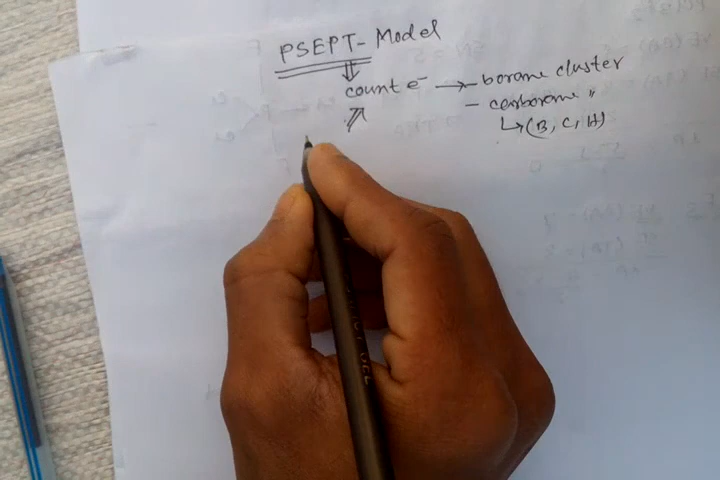 PSEPT- Model
⇓
count e⁻ → - borane cluster
- carborane "
↳ (B, C, H)